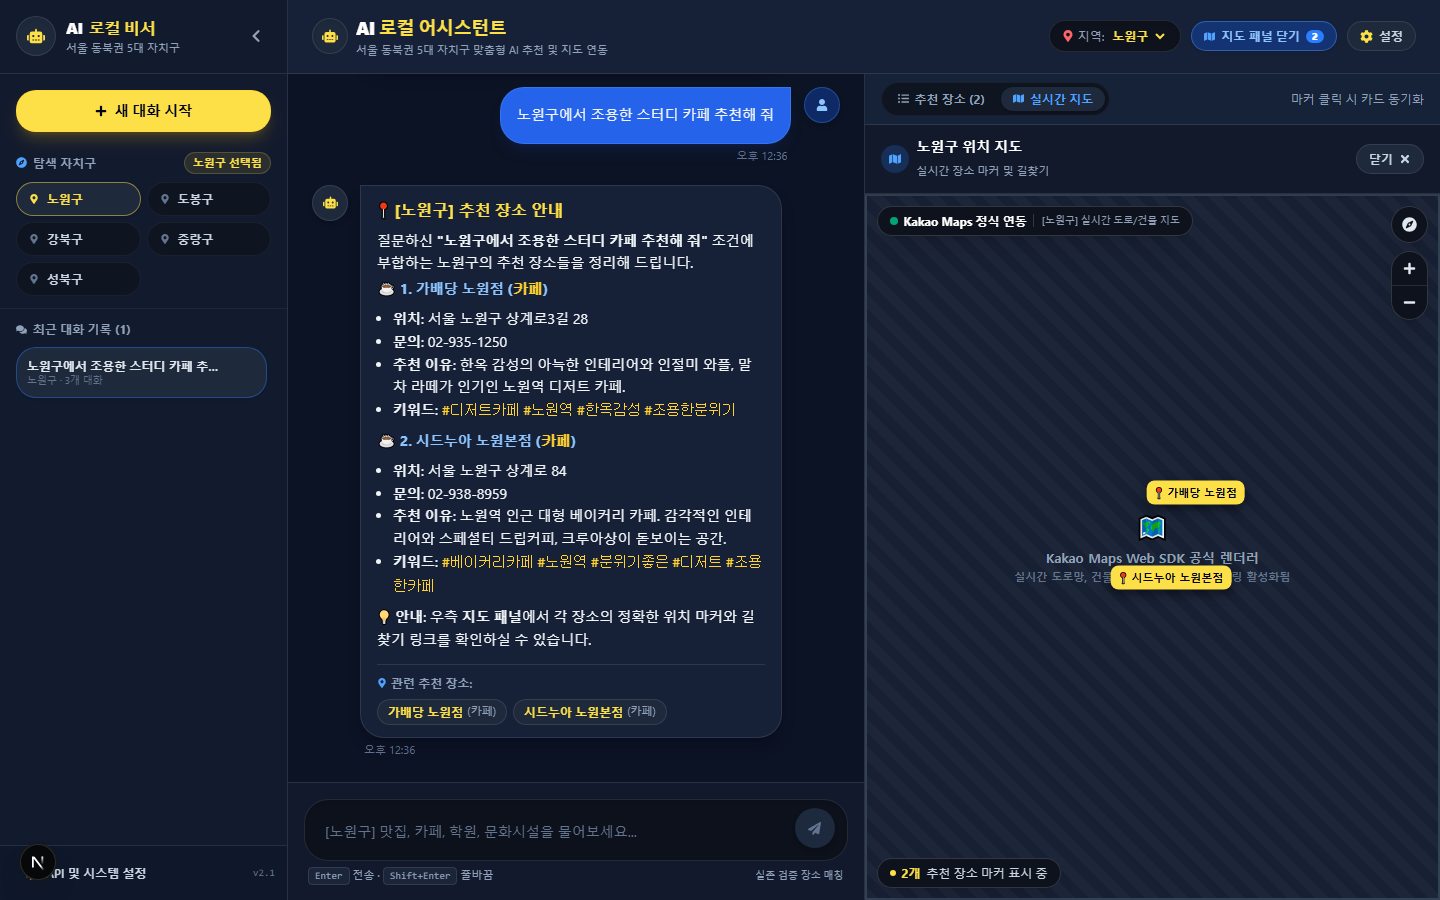 AI 로컬 비서
서울 동북권 5대 자치구
+ 새 대화 시작
탐색 자치구
노원구 선택됨
노원구
도봉구
강북구
중랑구
성북구
최근 대화 기록 (1)
노원구에서 조용한 스터디 카페 추...
노원구 · 3개 대화
N
API 및 시스템 설정
v2.1
AI 로컬 어시스턴트
서울 동북권 5대 자치구 맞춤형 AI 추천 및 지도 연동
지역: 노원구
지도 패널 닫기 2
설정
노원구에서 조용한 스터디 카페 추천해 줘
오후 12:36
[노원구] 추천 장소 안내
질문하신 "노원구에서 조용한 스터디 카페 추천해 줘" 조건에
부합하는 노원구의 추천 장소들을 정리해 드립니다.
1. 가배당 노원점 (카페)
• 위치: 서울 노원구 상계로3길 28
• 문의: 02-935-1250
• 추천 이유: 한옥 감성의 아늑한 인테리어와 인절미 와플, 말
차 라떼가 인기인 노원역 디저트 카페.
• 키워드: #디저트카페 #노원역 #한옥감성 #조용한분위기
2. 시드누아 노원본점 (카페)
• 위치: 서울 노원구 상계로 84
• 문의: 02-938-8959
• 추천 이유: 노원역 인근 대형 베이커리 카페. 감각적인 인테
리어와 스페셜티 드립커피, 크루아상이 돋보이는 공간.
• 키워드: #베이커리카페 #노원역 #분위기좋은 #디저트 #조용
한카페
안내: 우측 지도 패널에서 각 장소의 정확한 위치 마커와 길
찾기 링크를 확인하실 수 있습니다.
관련 추천 장소:
가배당 노원점 (카페)
시드누아 노원본점 (카페)
오후 12:36
[노원구] 맛집, 카페, 학원, 문화시설을 물어보세요...
Enter 전송 · Shift+Enter 줄바꿈
실존 검증 장소 매칭
추천 장소 (2)
실시간 지도
마커 클릭 시 카드 동기화
노원구 위치 지도
실시간 장소 마커 및 길찾기
닫기 ×
Kakao Maps 정식 연동
[노원구] 실시간 도로/건물 지도
+
−
가배당 노원점
Kakao Maps Web SDK 공식 렌더러
실시간 도로망, 건물
시드누아 노원본점
링 활성화됨
2개 추천 장소 마커 표시 중